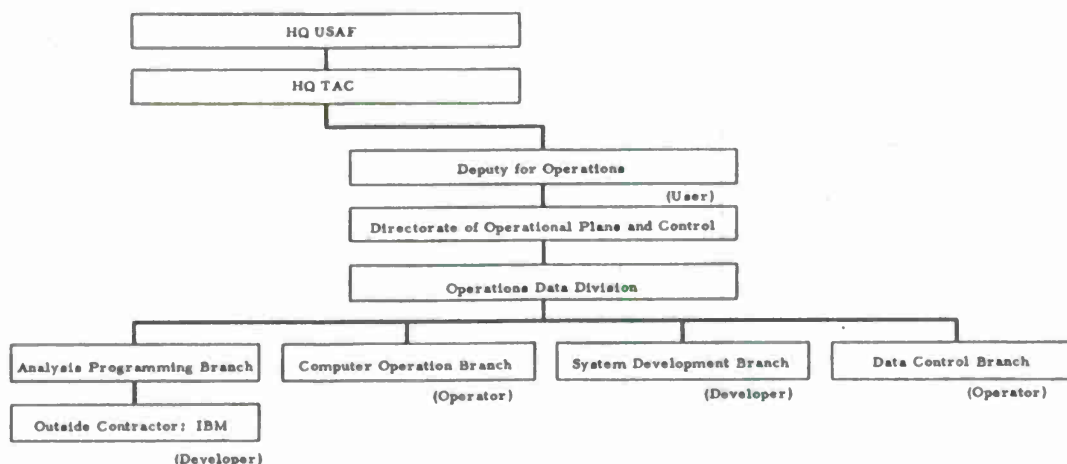 HQ USAF
HQ TAC
Deputy for Operations
(User)
Directorate of Operational Plane and Control
Operations Data Division
Analysis Programming Branch
Computer Operation Branch
System Development Branch
Data Control Branch
(Operator)
(Developer)
(Operator)
Outside Contractor: IBM
(Developer)